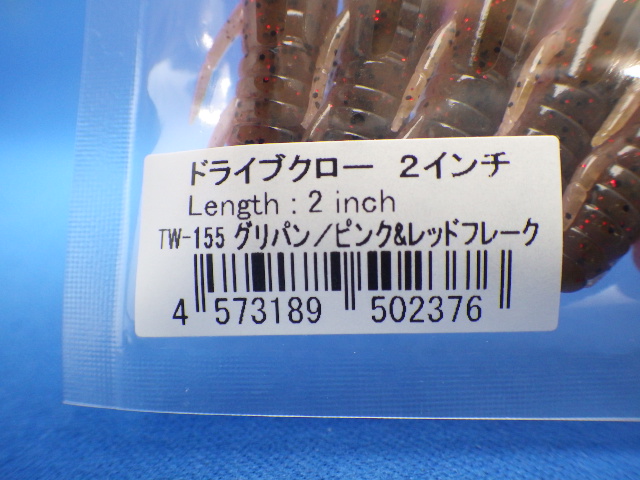 ドライブクロー 2インチ
Length : 2 inch
TW-155 グリパン/ピンク&レッドフレーク
4 573189 502376